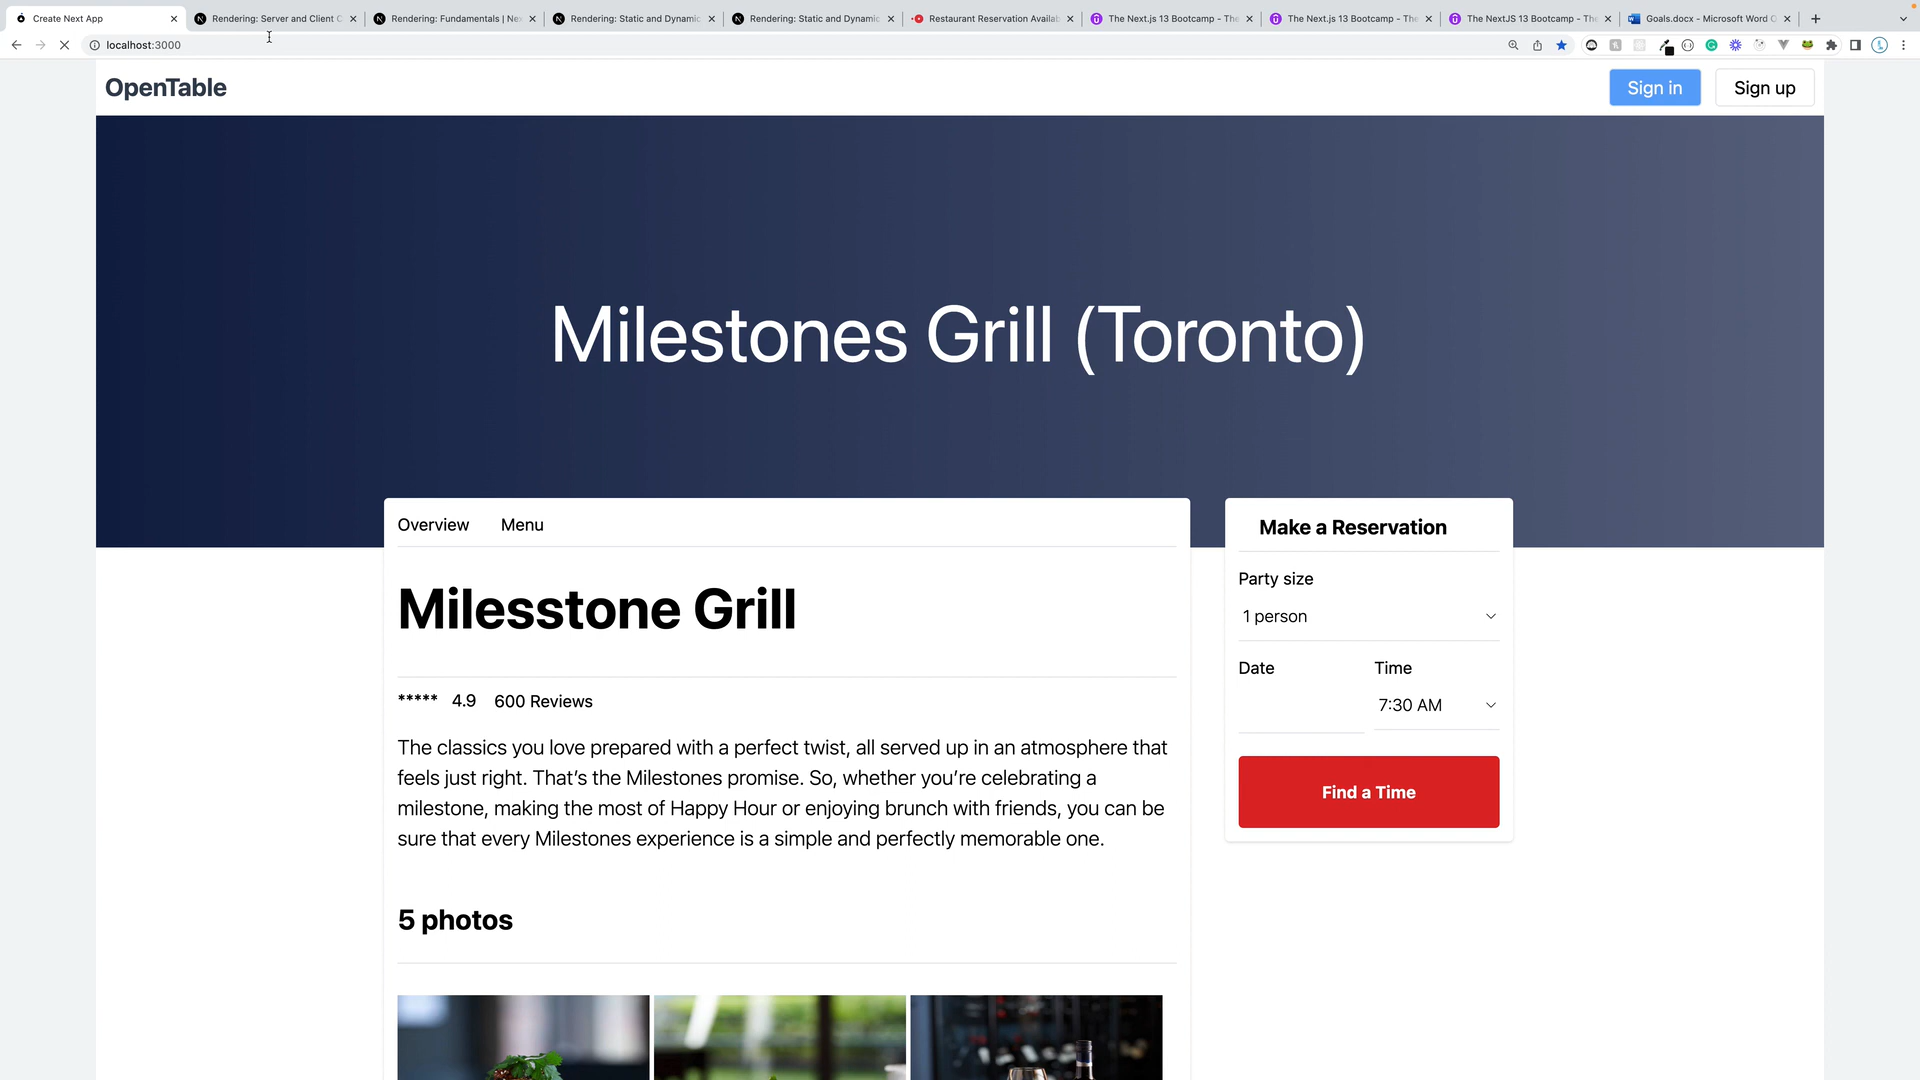 Create Next App
Rendering: Server and Client C
Rendering: Fundamentals | Nex
Rendering: Static and Dynamic
Rendering: Static and Dynamic
Restaurant Reservation Availab
The Next.js 13 Bootcamp - The
The Next.js 13 Bootcamp - The
The NextJS 13 Bootcamp - The
Goals.docx - Microsoft Word O
localhost:3000
OpenTable
Sign in
Sign up
Milestones Grill (Toronto)
Overview
Menu
Milesstone Grill
***** 4.9 600 Reviews
The classics you love prepared with a perfect twist, all served up in an atmosphere that
feels just right. That’s the Milestones promise. So, whether you’re celebrating a
milestone, making the most of Happy Hour or enjoying brunch with friends, you can be
sure that every Milestones experience is a simple and perfectly memorable one.
5 photos
Make a Reservation
Party size
1 person
Date
Time
7:30 AM
Find a Time